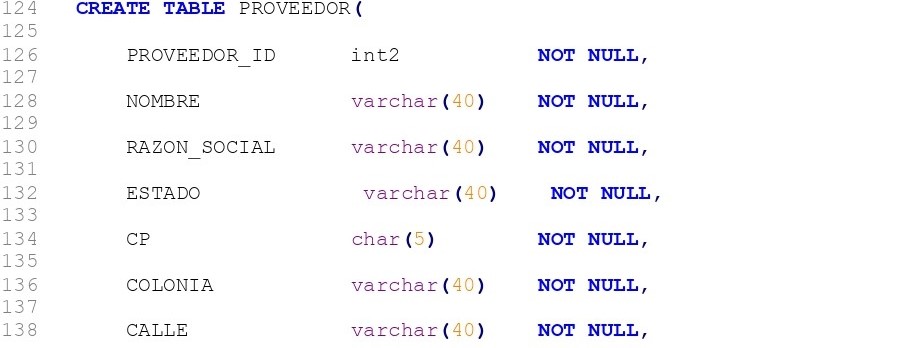 124 CREATE TABLE PROVEEDOR(
125
126 PROVEEDOR_ID int2 NOT NULL,
127
128 NOMBRE varchar(40) NOT NULL,
129
130 RAZON_SOCIAL varchar(40) NOT NULL,
131
132 ESTADO varchar(40) NOT NULL,
133
134 CP char(5) NOT NULL,
135
136 COLONIA varchar(40) NOT NULL,
137
138 CALLE varchar(40) NOT NULL,